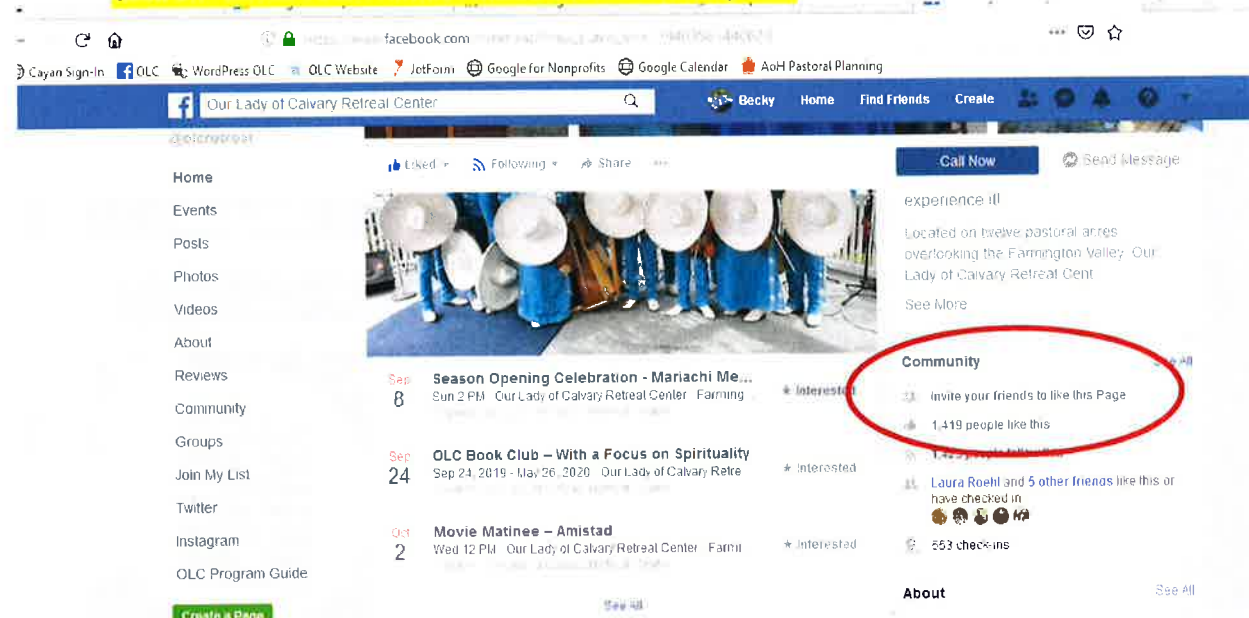 facebook.com
Cayan Sign-In OLC WordPress OLC OLC Website JotForm Google for Nonprofits Google Calendar AoH Pastoral Planning
Our Lady of Calvary Retreat Center Becky Home Find Friends Create
@olcretreat
Liked Following Share
Call Now Send Message
Home
Events
Posts
Photos
Videos
About
Reviews
Community
Groups
Join My List
Twitter
Instagram
OLC Program Guide
Create a Page
Sep 8
Season Opening Celebration - Mariachi Me...
Sun 2 PM Our Lady of Calvary Retreat Center Farming
Interested
Sep 24
OLC Book Club – With a Focus on Spirituality
Sep 24, 2019 - May 26, 2020 Our Lady of Calvary Retre
Interested
Oct 2
Movie Matinee – Amistad
Wed 12 PM Our Lady of Calvary Retreat Center Farmi
Interested
See All
experience it!
Located on twelve pastoral acres
overlooking the Farmington Valley, Our
Lady of Calvary Retreat Cent
See More
Community See All
Invite your friends to like this Page
1,419 people like this
people follow this
Laura Roehl and 5 other friends like this or
have checked in
553 check-ins
About See All